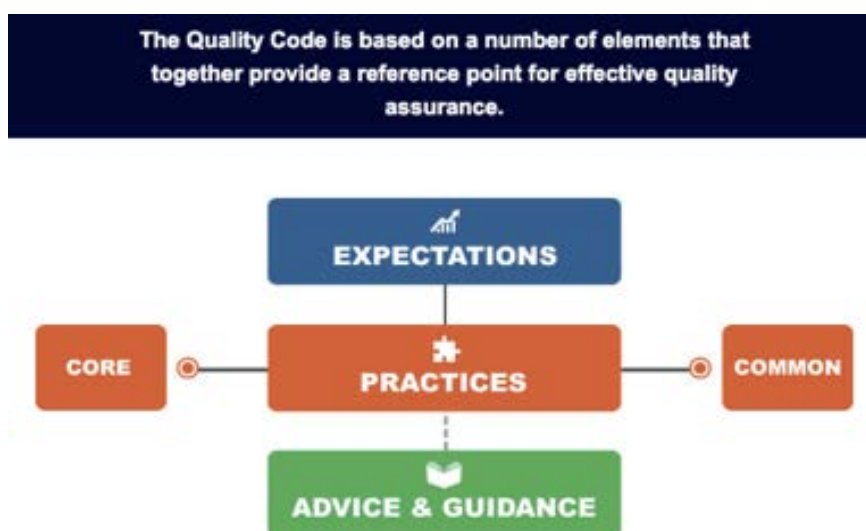 The Quality Code is based on a number of elements that
together provide a reference point for effective quality
assurance.
EXPECTATIONS
CORE
PRACTICES
COMMON
ADVICE & GUIDANCE